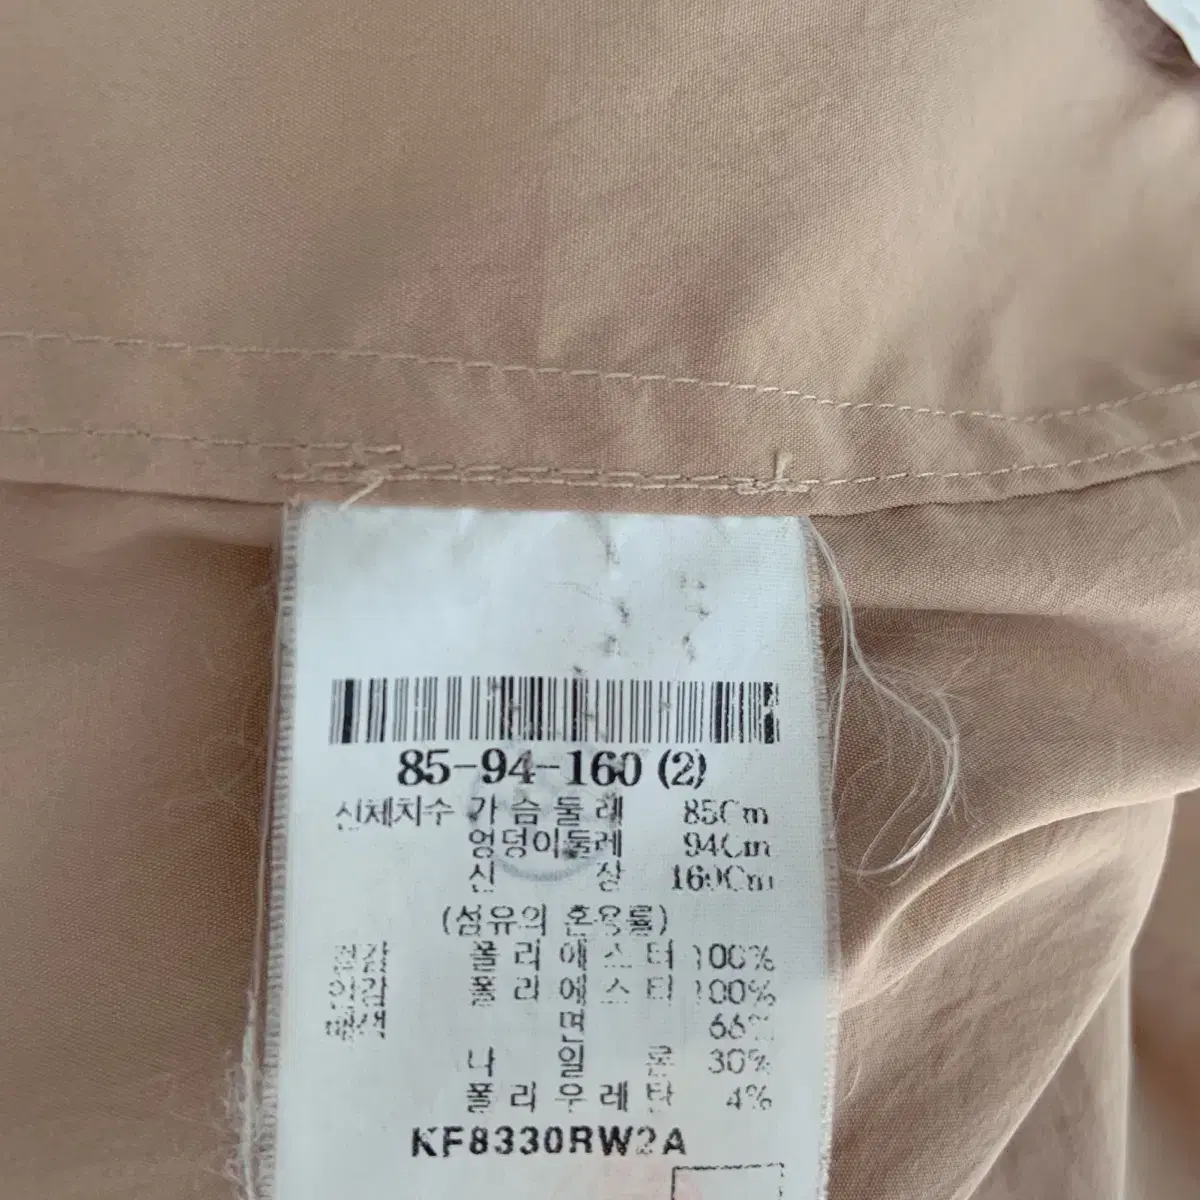 85-94-160 (2)
신체치수 가슴둘레 85Cm
엉덩이둘레 94Cm
신장 160Cm
(섬유의 혼용률)
겉감 폴리에스터 100%
안감 폴리에스터 100%
배색 면 66%
나일론 30%
폴리우레탄 4%
KF8330RW2A